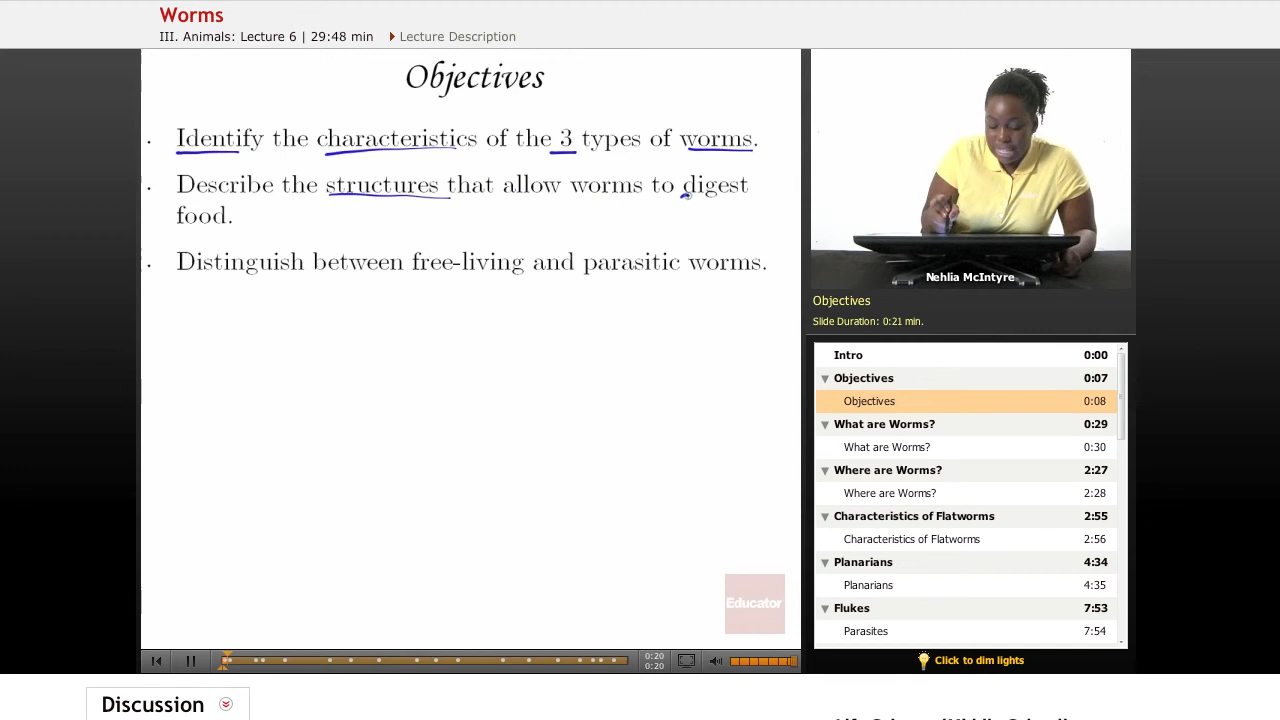 Worms
III. Animals: Lecture 6 | 29:48 min Lecture Description
Objectives
. Identify the characteristics of the 3 types of worms.
. Describe the structures that allow worms to digest
food.
. Distinguish between free-living and parasitic worms.
Educator
Nehlia McIntyre
Objectives
Slide Duration: 0:21 min.
Intro 0:00
Objectives 0:07
Objectives 0:08
What are Worms? 0:29
What are Worms? 0:30
Where are Worms? 2:27
Where are Worms? 2:28
Characteristics of Flatworms 2:55
Characteristics of Flatworms 2:56
Planarians 4:34
Planarians 4:35
Flukes 7:53
Parasites 7:54
0:20
0:20
Click to dim lights
Discussion